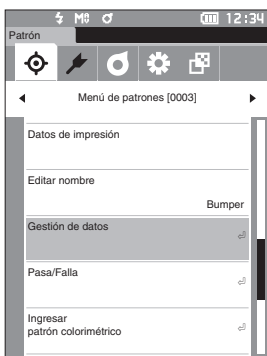 M⁰ 12:34
Patrón
Menú de patrones [0003]
Datos de impresión
Editar nombre
Bumper
Gestión de datos
Pasa/Falla
Ingresar
patrón colorimétrico